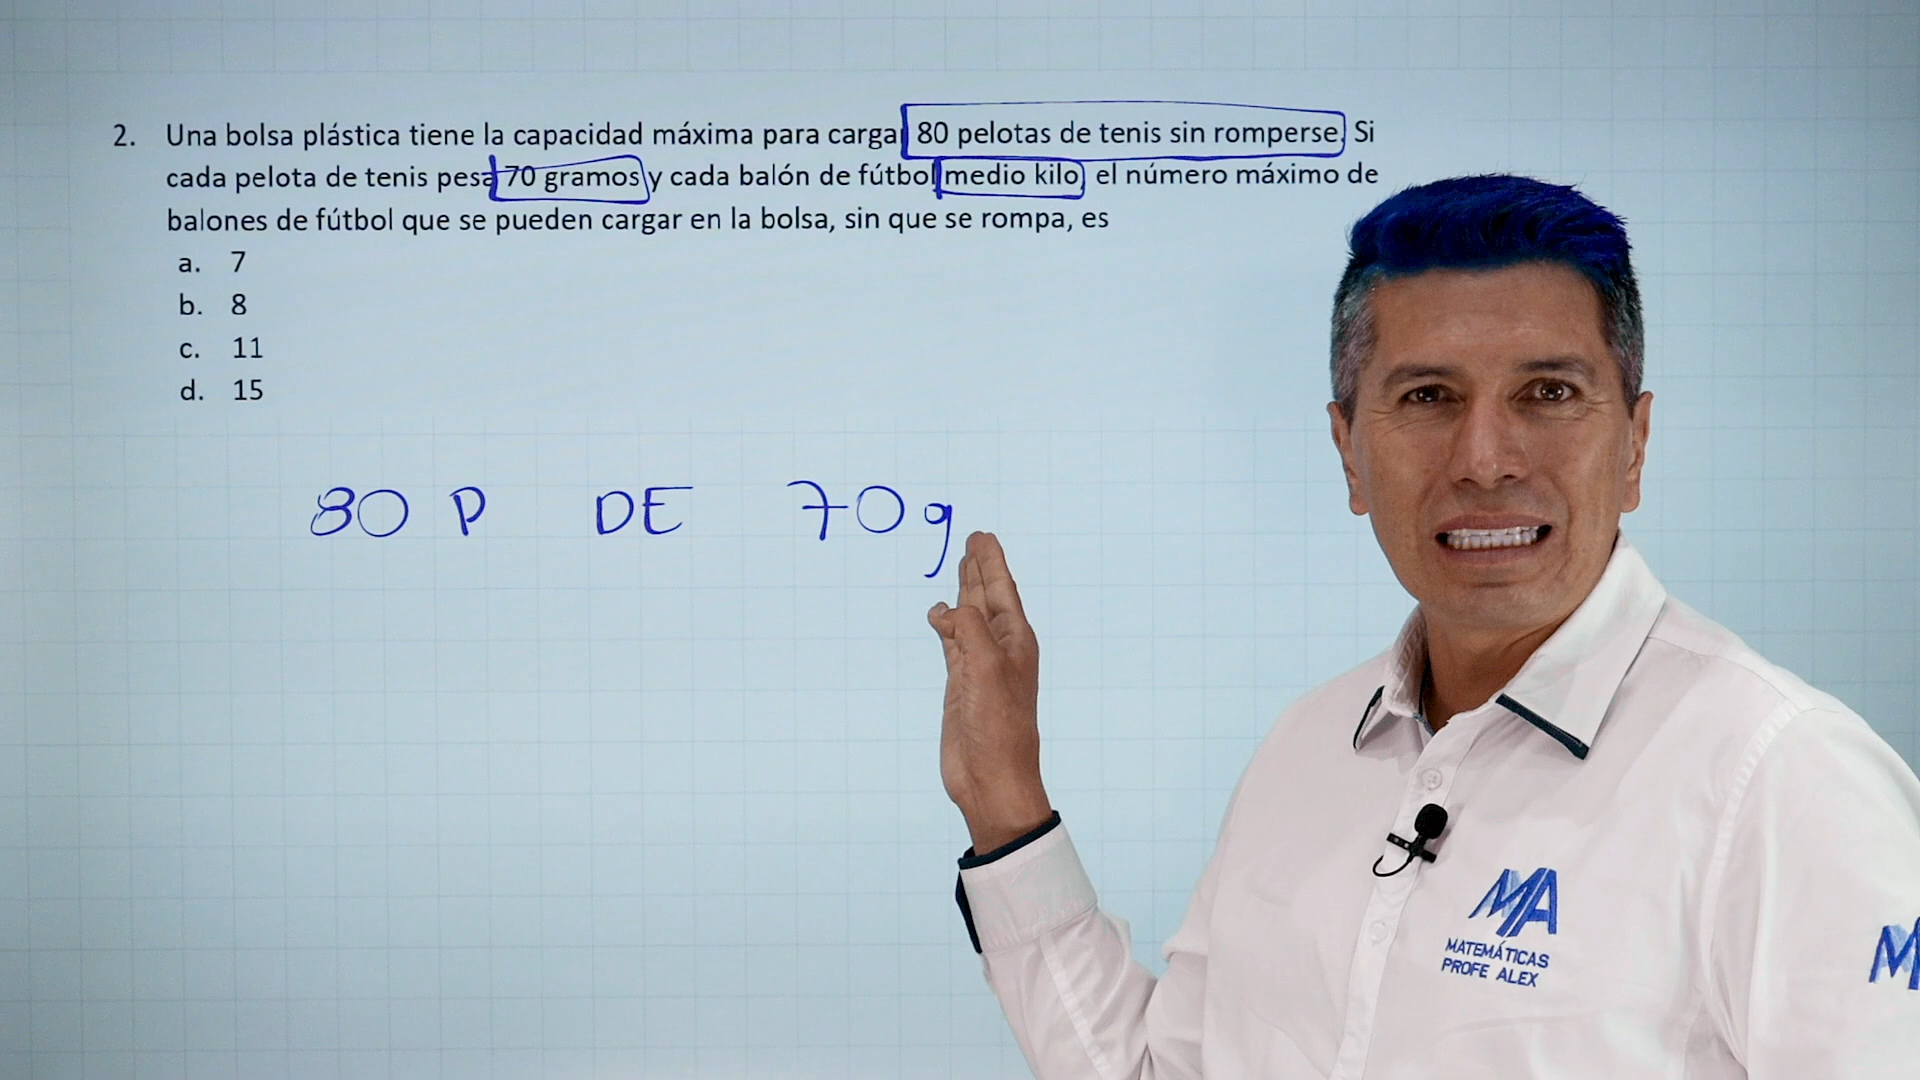 2. Una bolsa plástica tiene la capacidad máxima para carga 80 pelotas de tenis sin romperse. Si
cada pelota de tenis pesa 70 gramos y cada balón de fútbol medio kilo, el número máximo de
balones de fútbol que se pueden cargar en la bolsa, sin que se rompa, es
a. 7
b. 8
c. 11
d. 15
80 P DE 70g
MA
MATEMÁTICAS
PROFE ALEX